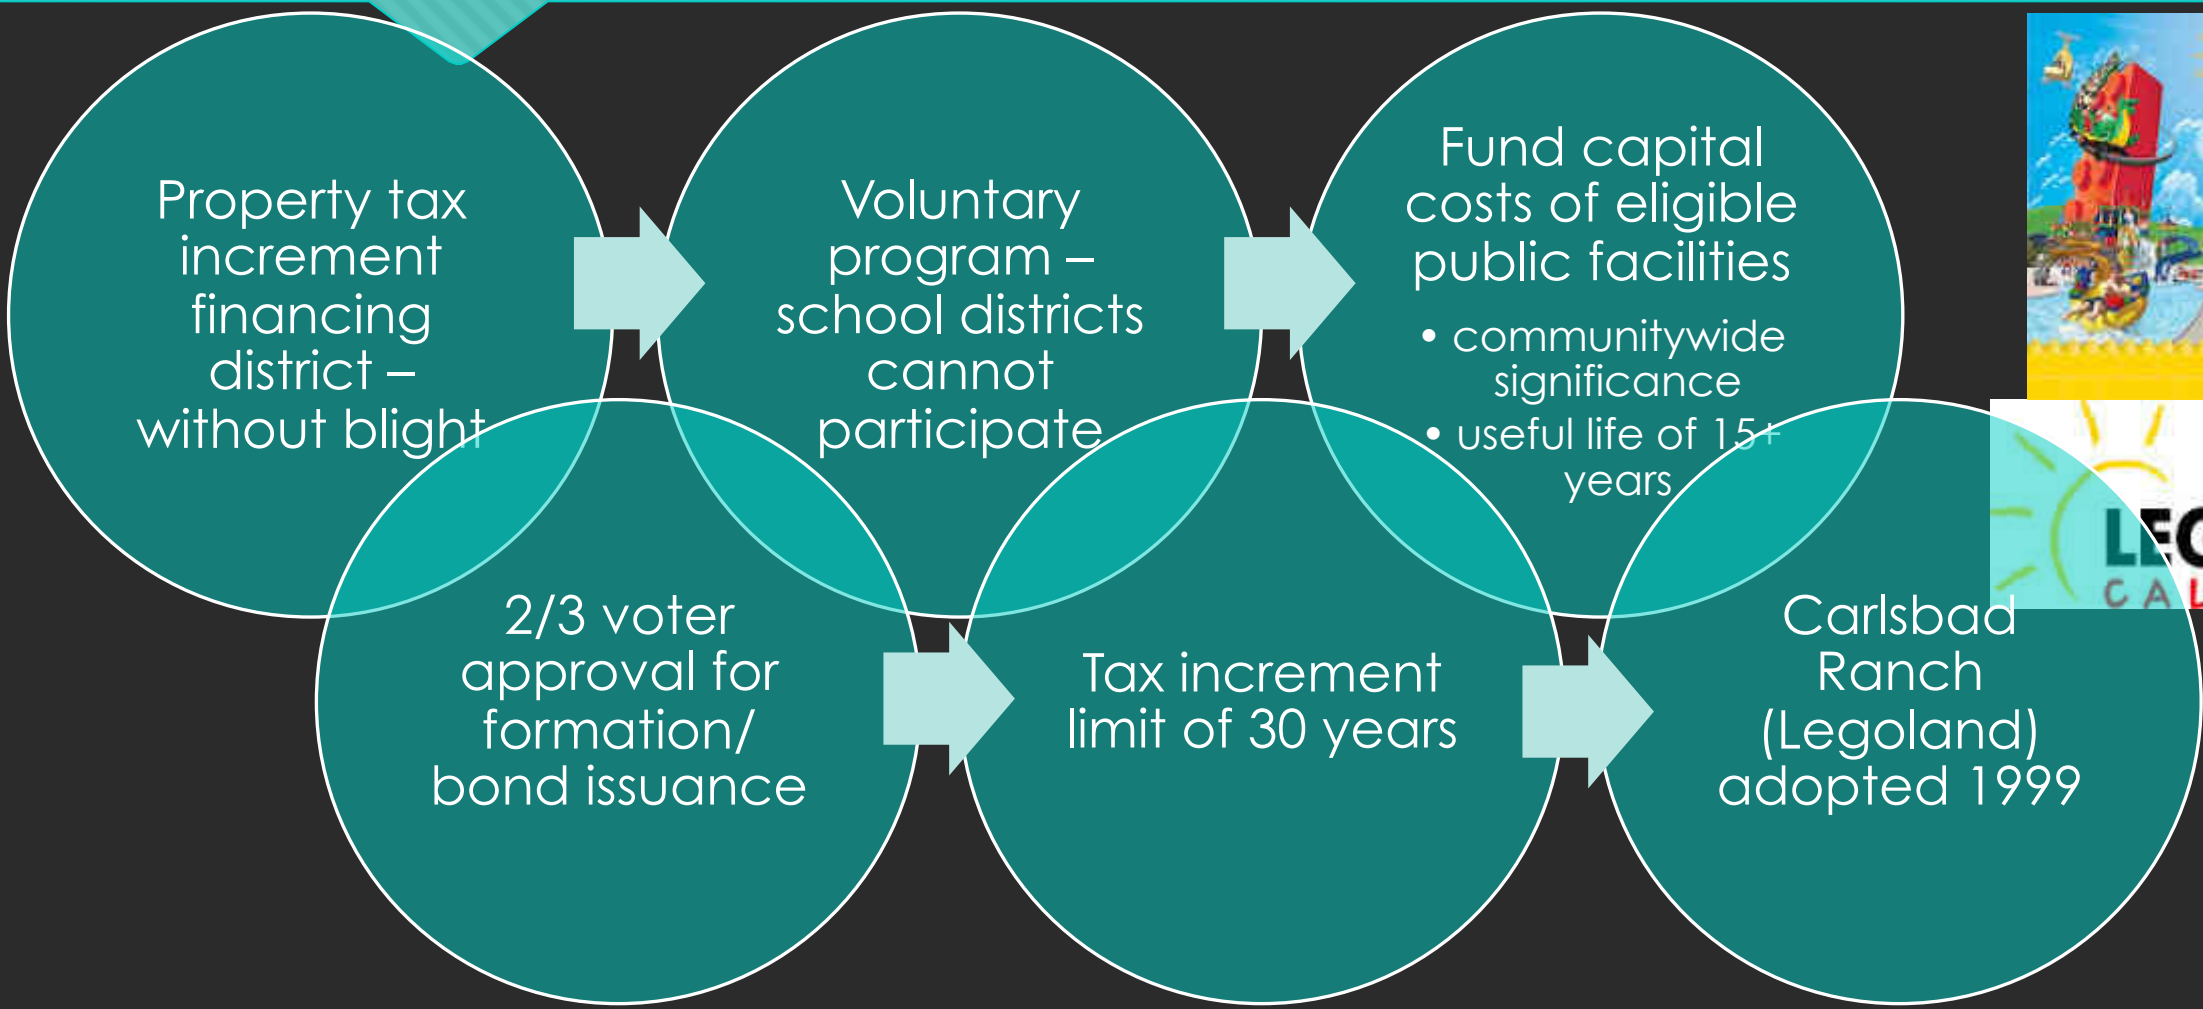 Property tax
increment
financing
district –
without blight
Voluntary
program –
school districts
cannot
participate
Fund capital
costs of eligible
public facilities
• communitywide
significance
• useful life of 15+
years
2/3 voter
approval for
formation/
bond issuance
Tax increment
limit of 30 years
Carlsbad
Ranch
(Legoland)
adopted 1999